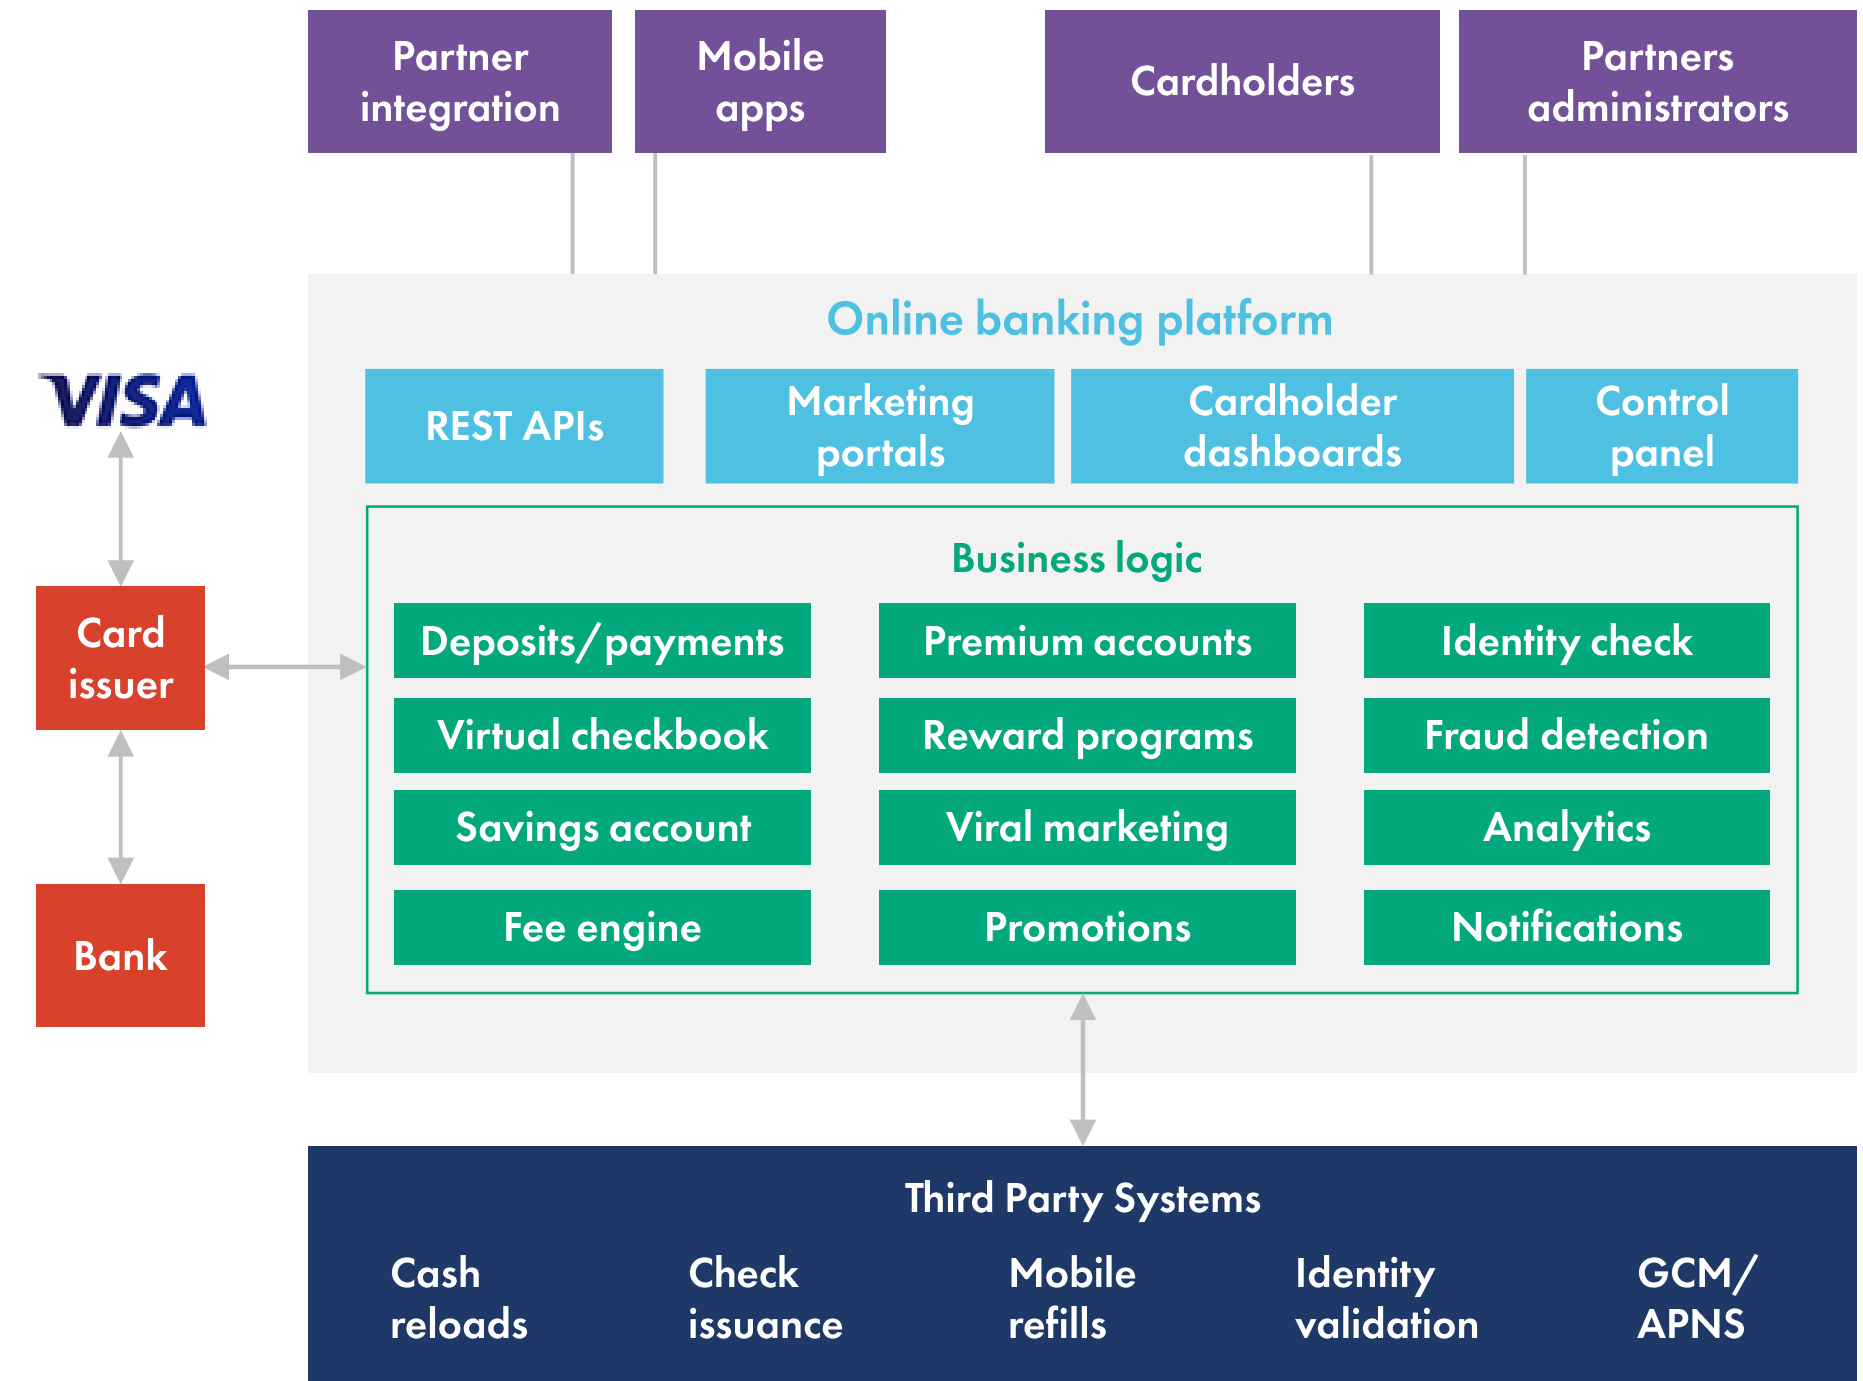 Partner
integration
Mobile
apps
Cardholders
Partners
administrators
Online banking platform
VISA
REST APIs
Marketing
portals
Cardholder
dashboards
Control
panel
Business logic
Card
issuer
Deposits/payments
Premium accounts
Identity check
Virtual checkbook
Reward programs
Fraud detection
Savings account
Viral marketing
Analytics
Fee engine
Promotions
Notifications
Bank
Third Party Systems
Cash
reloads
Check
issuance
Mobile
refills
Identity
validation
GCM/
APNS